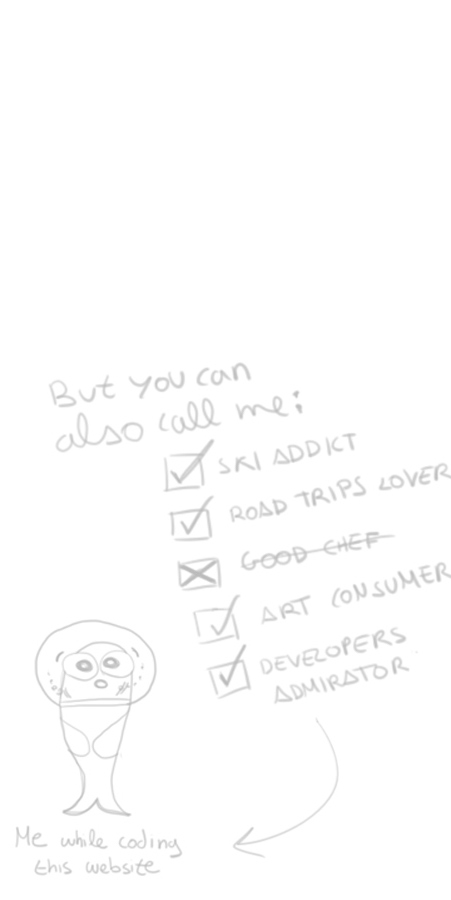 But you can
also call me:
SKI ADDICT
ROAD TRIPS LOVER
GOOD CHEF
ART CONSUMER
DEVELOPERS
ADMIRATOR
Me while coding
this website